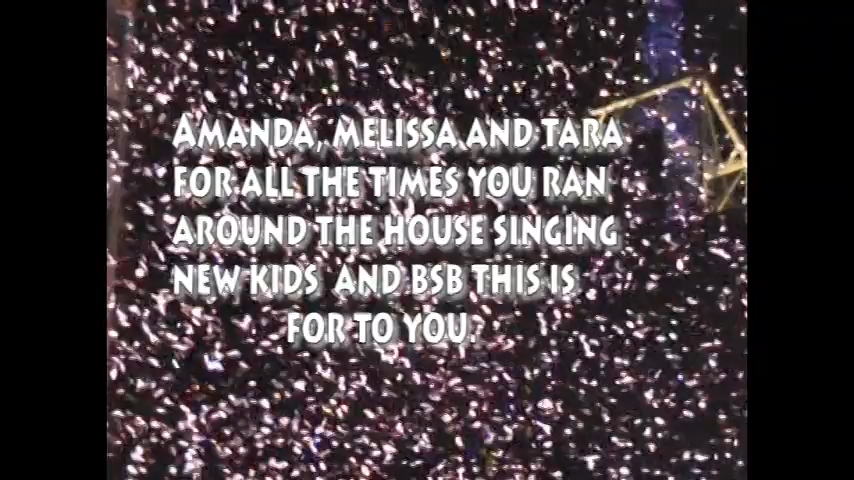 AMANDA, MELISSA AND TARA
FOR ALL THE TIMES YOU RAN
AROUND THE HOUSE SINGING
NEW KIDS AND BSB THIS IS
FOR TO YOU.